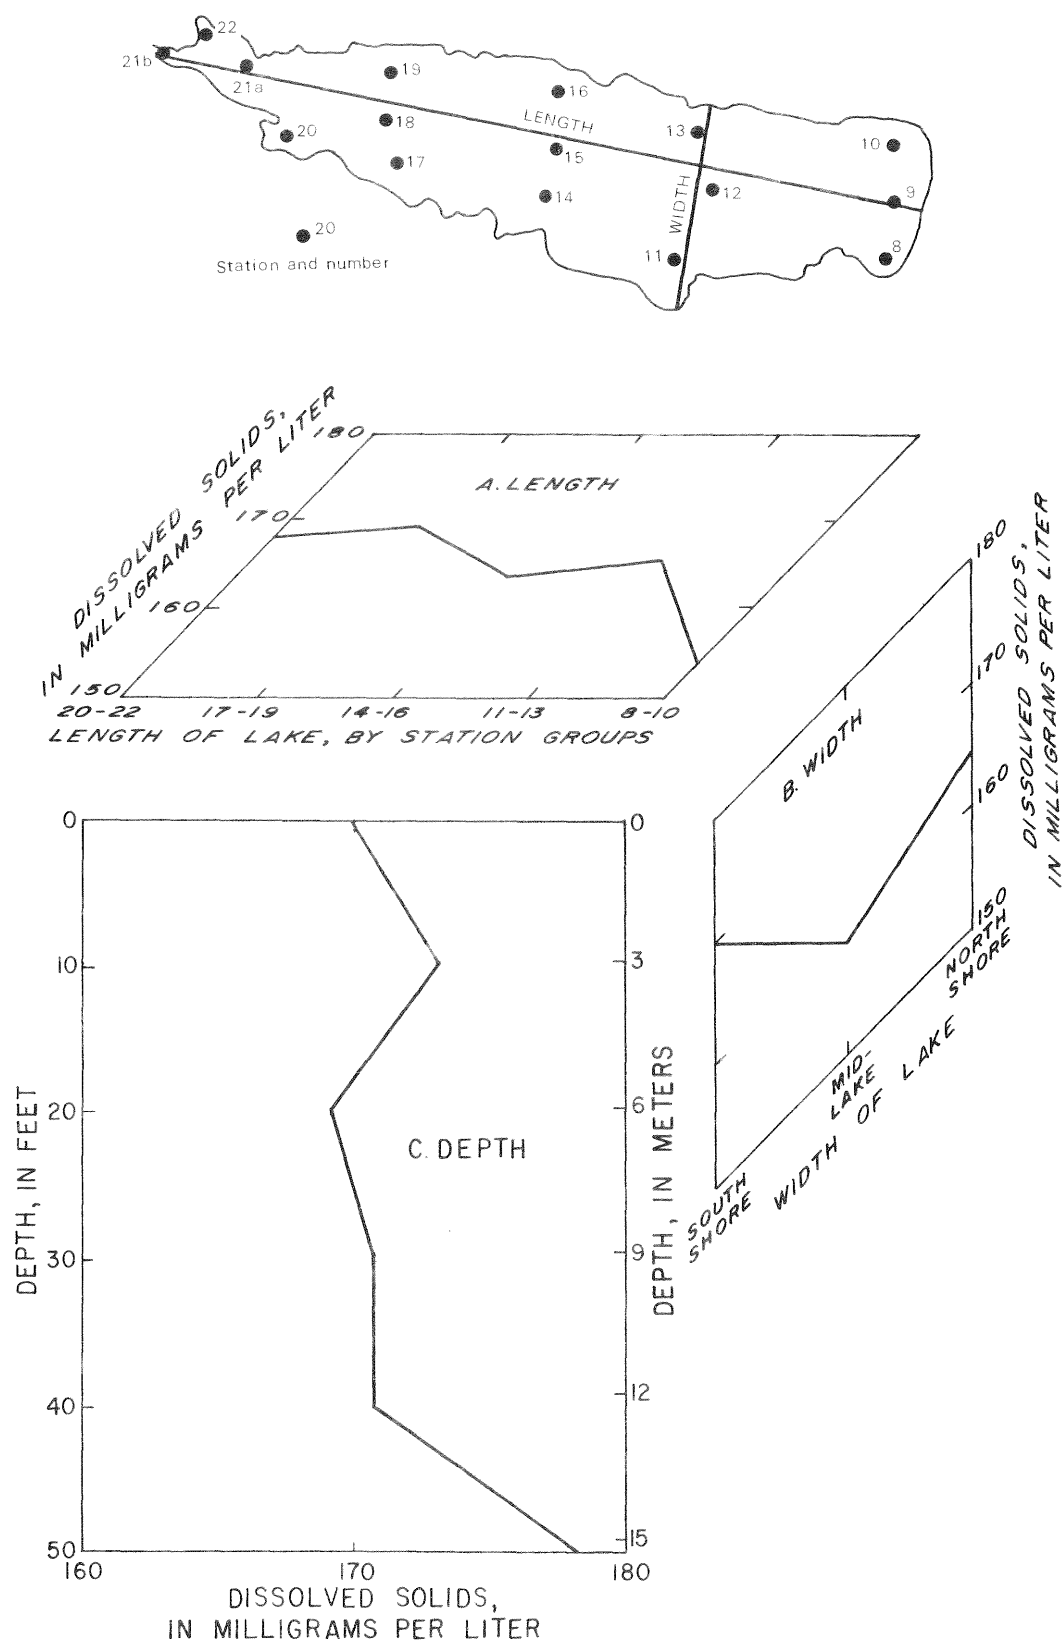 22
21b
21a
19
16
20
18
LENGTH
13
10
17
15
14
WIDTH
12
9
11
8
20
Station and number
DISSOLVED SOLIDS,
IN MILLIGRAMS PER LITER
180
170
160
150
A. LENGTH
20-22 17-19 14-16 11-13 8-10
LENGTH OF LAKE, BY STATION GROUPS
B. WIDTH
180
170
160
150
DISSOLVED SOLIDS,
IN MILLIGRAMS PER LITER
NORTH
SHORE
MID-
LAKE
SOUTH
SHORE
WIDTH OF LAKE
0
10
20
30
40
50
DEPTH, IN FEET
C. DEPTH
0
3
6
9
12
15
DEPTH, IN METERS
160 170 180
DISSOLVED SOLIDS,
IN MILLIGRAMS PER LITER